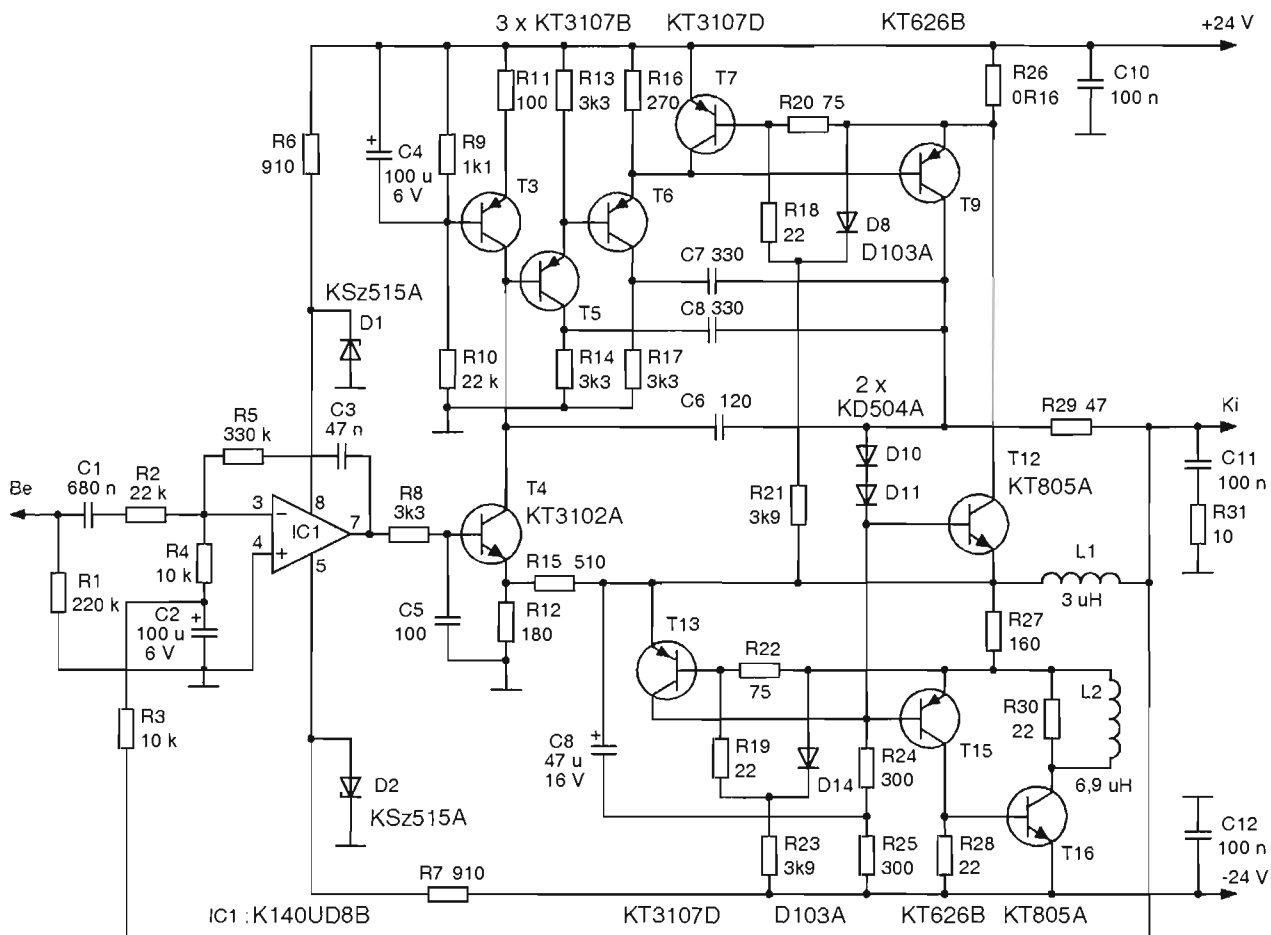 3 x KT3107B KT3107D KT626B
+24 V
R11
100
R13
3k3
R16
270
T7
R20 75
R26
0R16
C10
100 n
R6
910
+
C4
100 u
6 V
R9
1k1
T3
T6
R18
22
D8
D103A
T9
C7 330
KSz515A
D1
T5
C8 330
R10
22 k
R14
3k3
R17
3k3
2 x
KD504A
C6 120
R29 47
Ki
R5
330 k
C3
47 n
D10
D11
T12
KT805A
C11
100 n
Be
C1
680 n
R2
22 k
R8
3k3
T4
KT3102A
R21
3k9
R31
10
3
−
8
IC1
7
4
+
5
R4
10 k
R15 510
L1
3 uH
R1
220 k
C2
100 u
6 V
+
C5
100
R12
180
T13
R22
75
R27
160
R3
10 k
C8
47 u
16 V
+
R19
22
D14
R24
300
T15
R30
22
L2
6,9 uH
D2
KSz515A
R23
3k9
R25
300
R28
22
T16
C12
100 n
R7 910
-24 V
IC1 : K140UD8B
KT3107D D103A KT626B KT805A